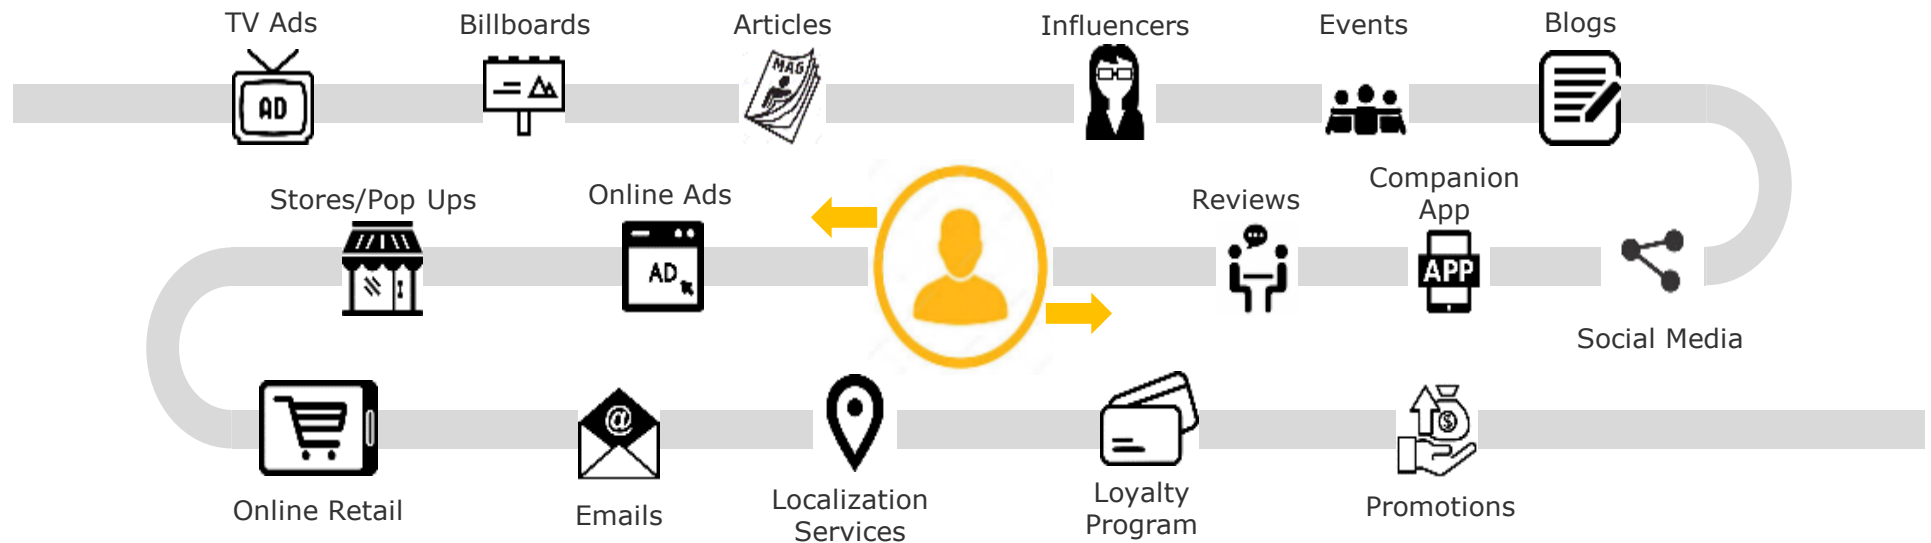 TV Ads
Billboards
Articles
Influencers
Events
Blogs
AD
MAG
Stores/Pop Ups
Online Ads
Reviews
Companion
App
AD
APP
Social Media
@
$
Online Retail
Emails
Localization
Services
Loyalty
Program
Promotions